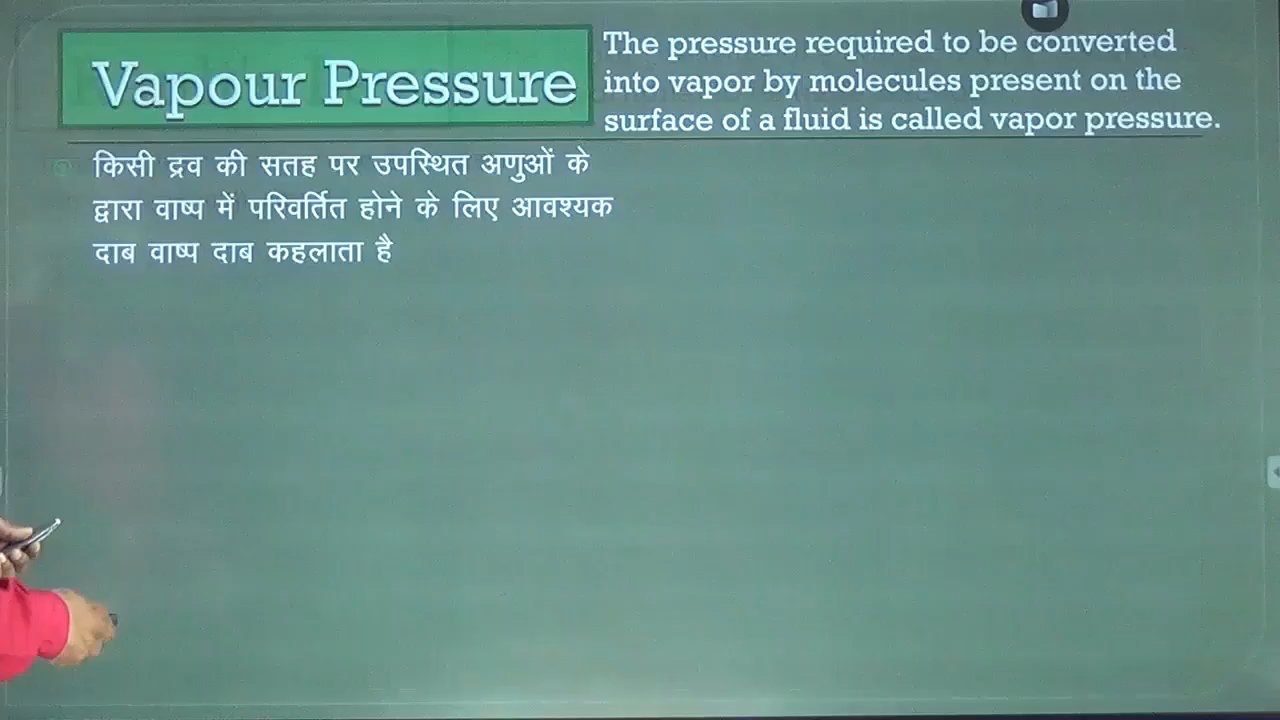 Vapour Pressure
The pressure required to be converted
into vapor by molecules present on the
surface of a fluid is called vapor pressure.
किसी द्रव की सतह पर उपस्थित अणुओं के
द्वारा वाष्प में परिवर्तित होने के लिए आवश्यक
दाब वाष्प दाब कहलाता है